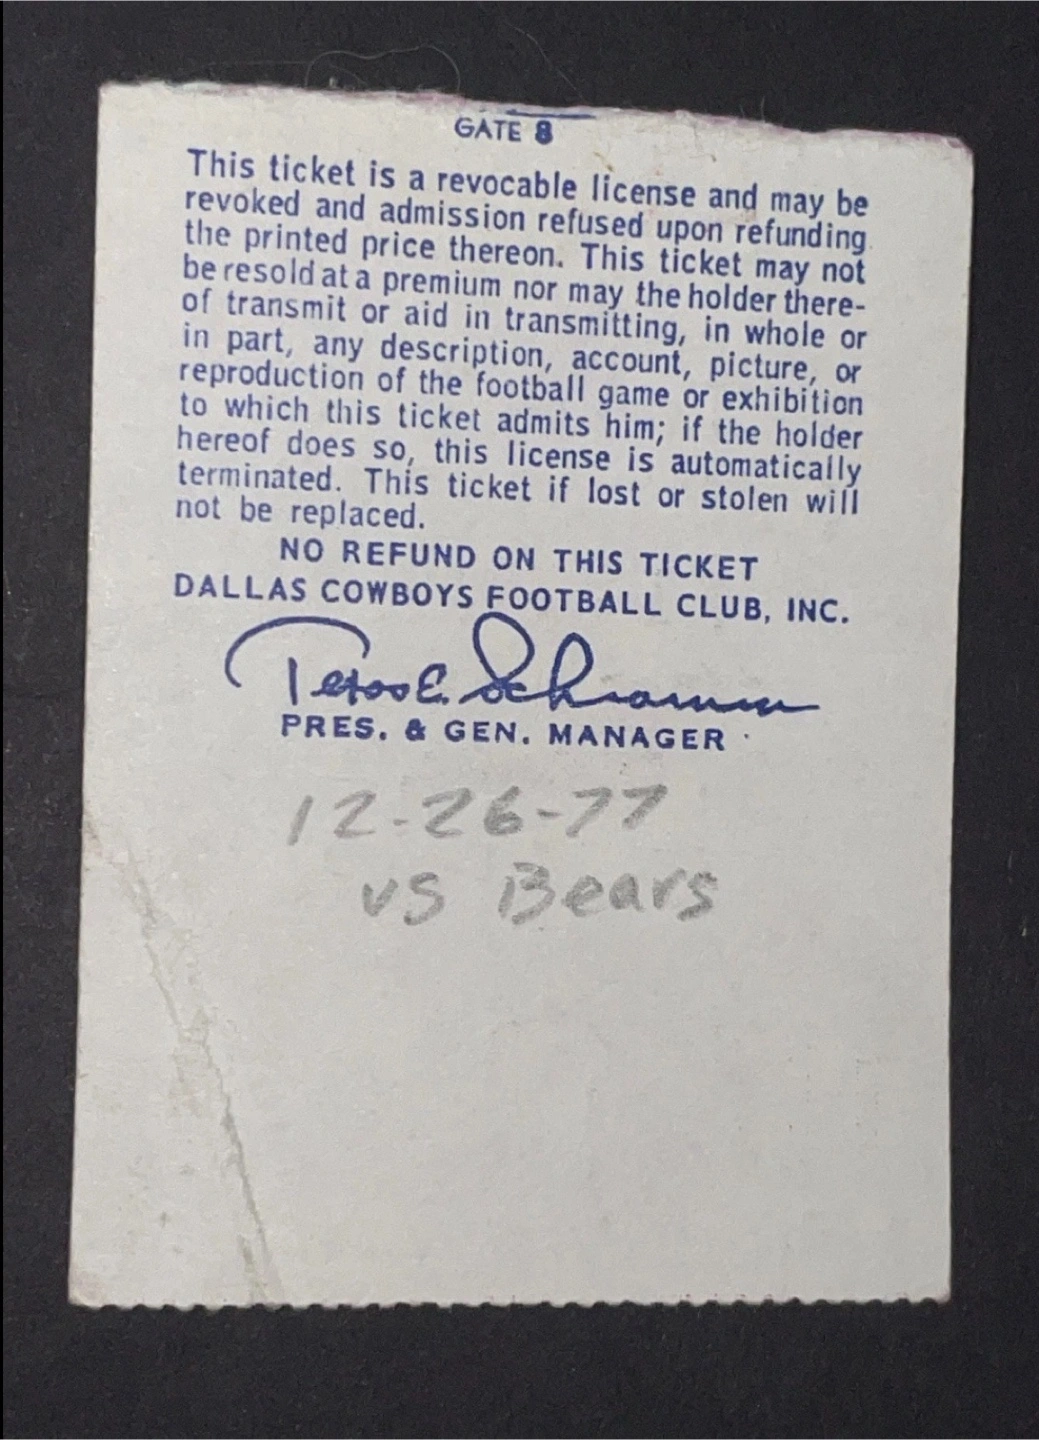 GATE 8
This ticket is a revocable license and may be
revoked and admission refused upon refunding
the printed price thereon. This ticket may not
be resold at a premium nor may the holder there-
of transmit or aid in transmitting, in whole or
in part, any description, account, picture, or
reproduction of the football game or exhibition
to which this ticket admits him; if the holder
hereof does so, this license is automatically
terminated. This ticket if lost or stolen will
not be replaced.
NO REFUND ON THIS TICKET
DALLAS COWBOYS FOOTBALL CLUB, INC.
Texas E. Schramm
PRES. & GEN. MANAGER
12-26-77
vs Bears